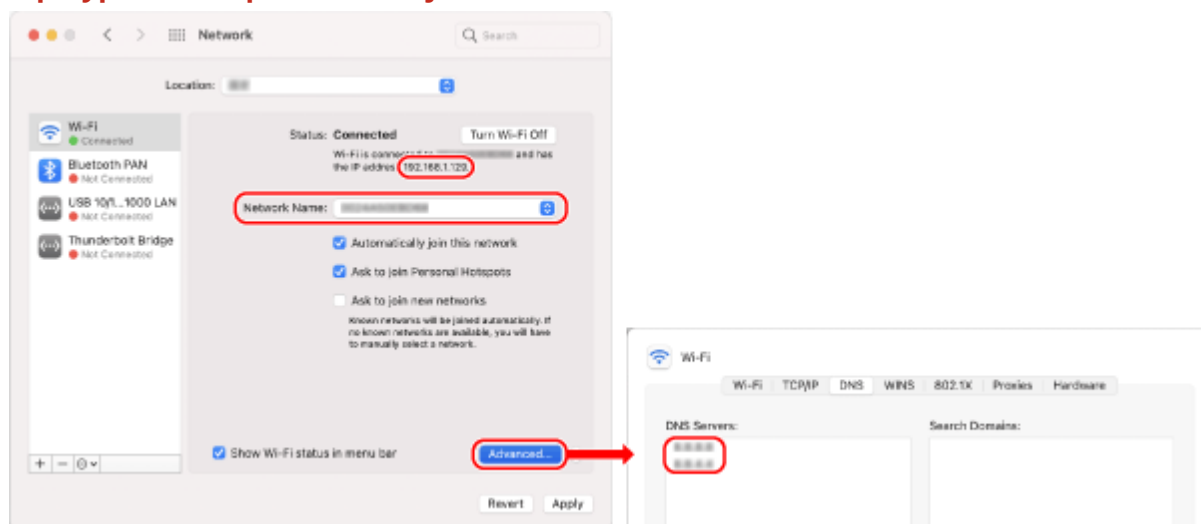 Network
Search
Location:
Wi-Fi
Connected
Bluetooth PAN
Not Connected
USB 10/1...1000 LAN
Not Connected
Thunderbolt Bridge
Not Connected
Status: Connected
Turn Wi-Fi Off
Wi-Fi is connected to and has
the IP address 192.168.1.129.
Network Name:
Automatically join this network
Ask to join Personal Hotspots
Ask to join new networks
Known networks will be joined automatically. If
no known networks are available, you will have
to manually select a network.
Show Wi-Fi status in menu bar
Advanced...
Revert
Apply
Wi-Fi
Wi-Fi TCP/IP DNS WINS 802.1X Proxies Hardware
DNS Servers:
Search Domains: